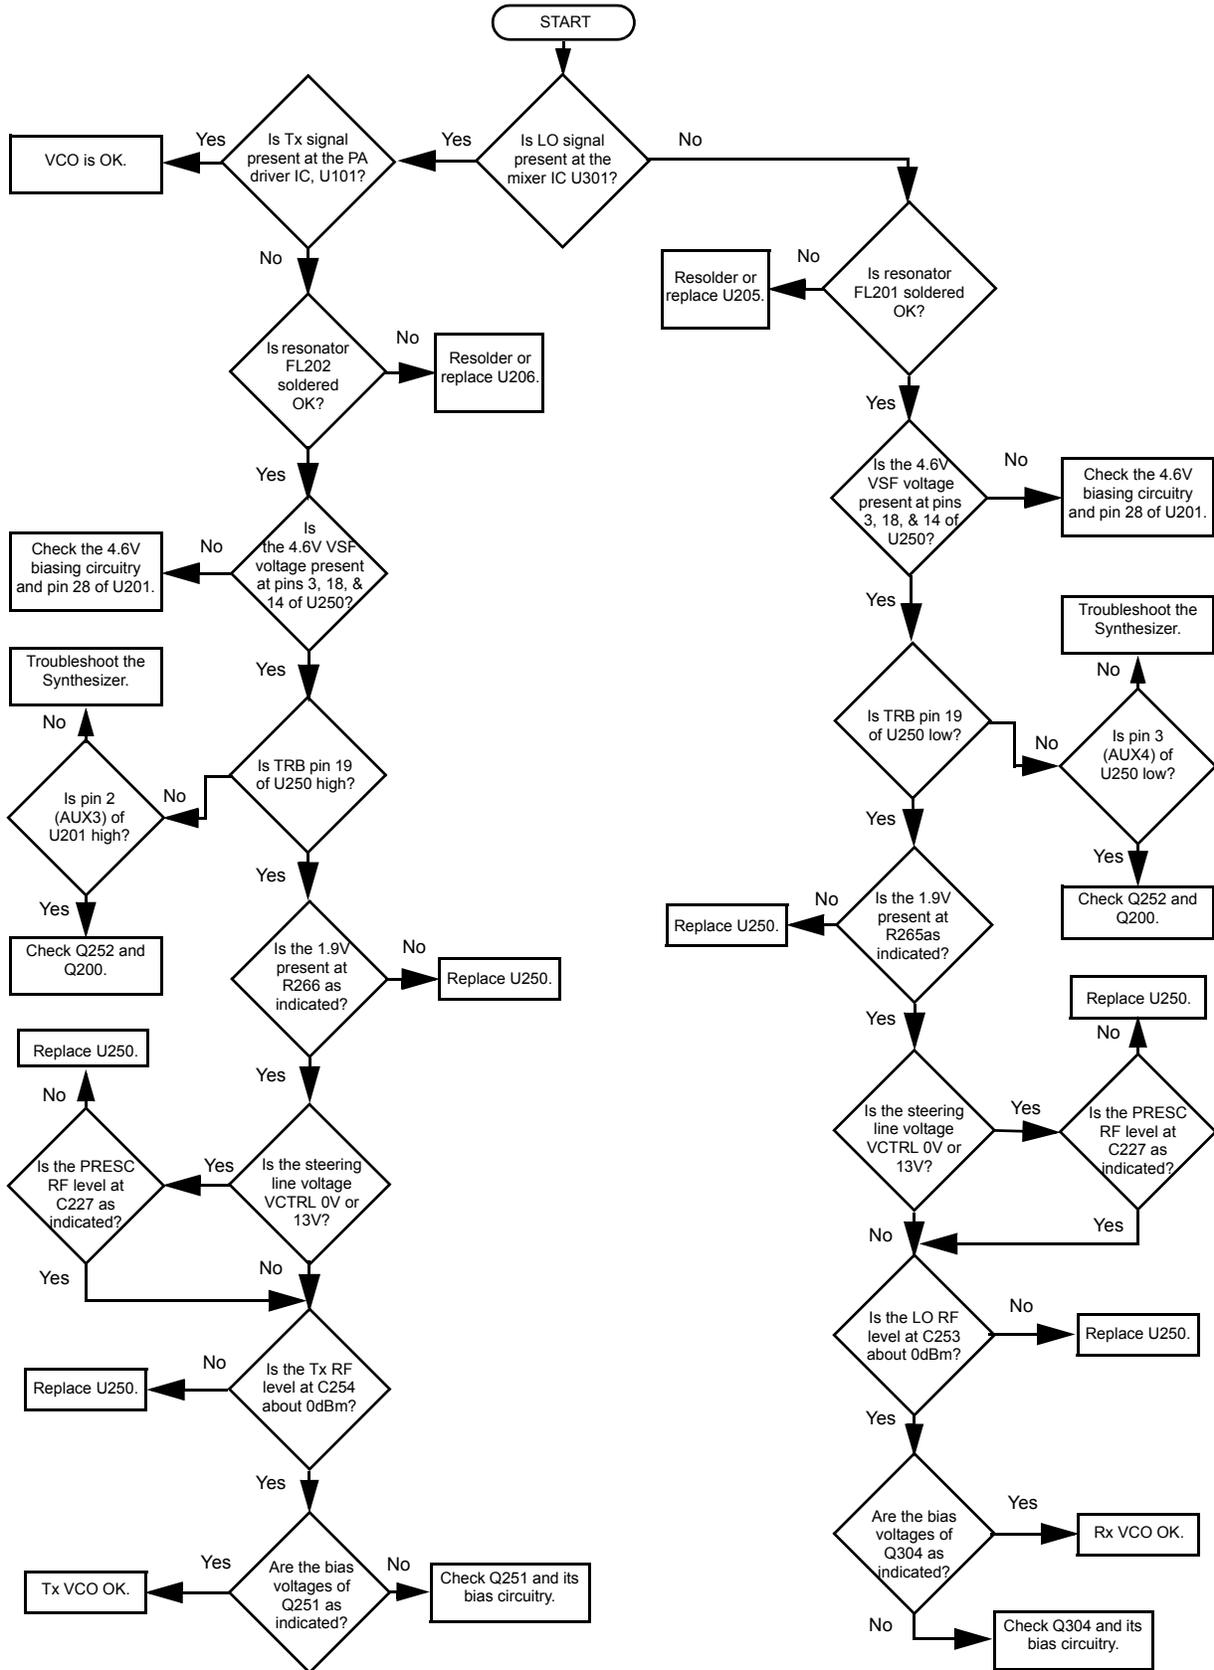 START
Is LO signal
present at the
mixer IC U301?
Yes
No
Is Tx signal
present at the PA
driver IC, U101?
Yes
VCO is OK.
No
Is resonator
FL202
soldered
OK?
No
Resolder or
replace U206.
Yes
Is
the 4.6V VSF
voltage present
at pins 3, 18, &
14 of U250?
No
Check the 4.6V
biasing circuitry
and pin 28 of U201.
Yes
Is TRB pin 19
of U250 high?
No
Is pin 2
(AUX3) of
U201 high?
No
Troubleshoot the
Synthesizer.
Yes
Check Q252 and
Q200.
Yes
Is the 1.9V
present at
R266 as
indicated?
No
Replace U250.
Yes
Is the steering
line voltage
VCTRL 0V or
13V?
Yes
Is the PRESC
RF level at
C227 as
indicated?
No
Replace U250.
Yes
No
Is the Tx RF
level at C254
about 0dBm?
No
Replace U250.
Yes
Are the bias
voltages of
Q251 as
indicated?
Yes
Tx VCO OK.
No
Check Q251 and its
bias circuitry.
Is resonator
FL201 soldered
OK?
No
Resolder or
replace U205.
Yes
Is the 4.6V
VSF voltage
present at pins
3, 18, & 14 of
U250?
No
Check the 4.6V
biasing circuitry
and pin 28 of U201.
Yes
Is TRB pin 19
of U250 low?
No
Is pin 3
(AUX4) of
U250 low?
No
Troubleshoot the
Synthesizer.
Yes
Check Q252 and
Q200.
Yes
Is the 1.9V
present at
R265as
indicated?
No
Replace U250.
Yes
Is the steering
line voltage
VCTRL 0V or
13V?
Yes
Is the PRESC
RF level at
C227 as
indicated?
No
Replace U250.
Yes
No
Is the LO RF
level at C253
about 0dBm?
No
Replace U250.
Yes
Are the bias
voltages of
Q304 as
indicated?
Yes
Rx VCO OK.
No
Check Q304 and its
bias circuitry.